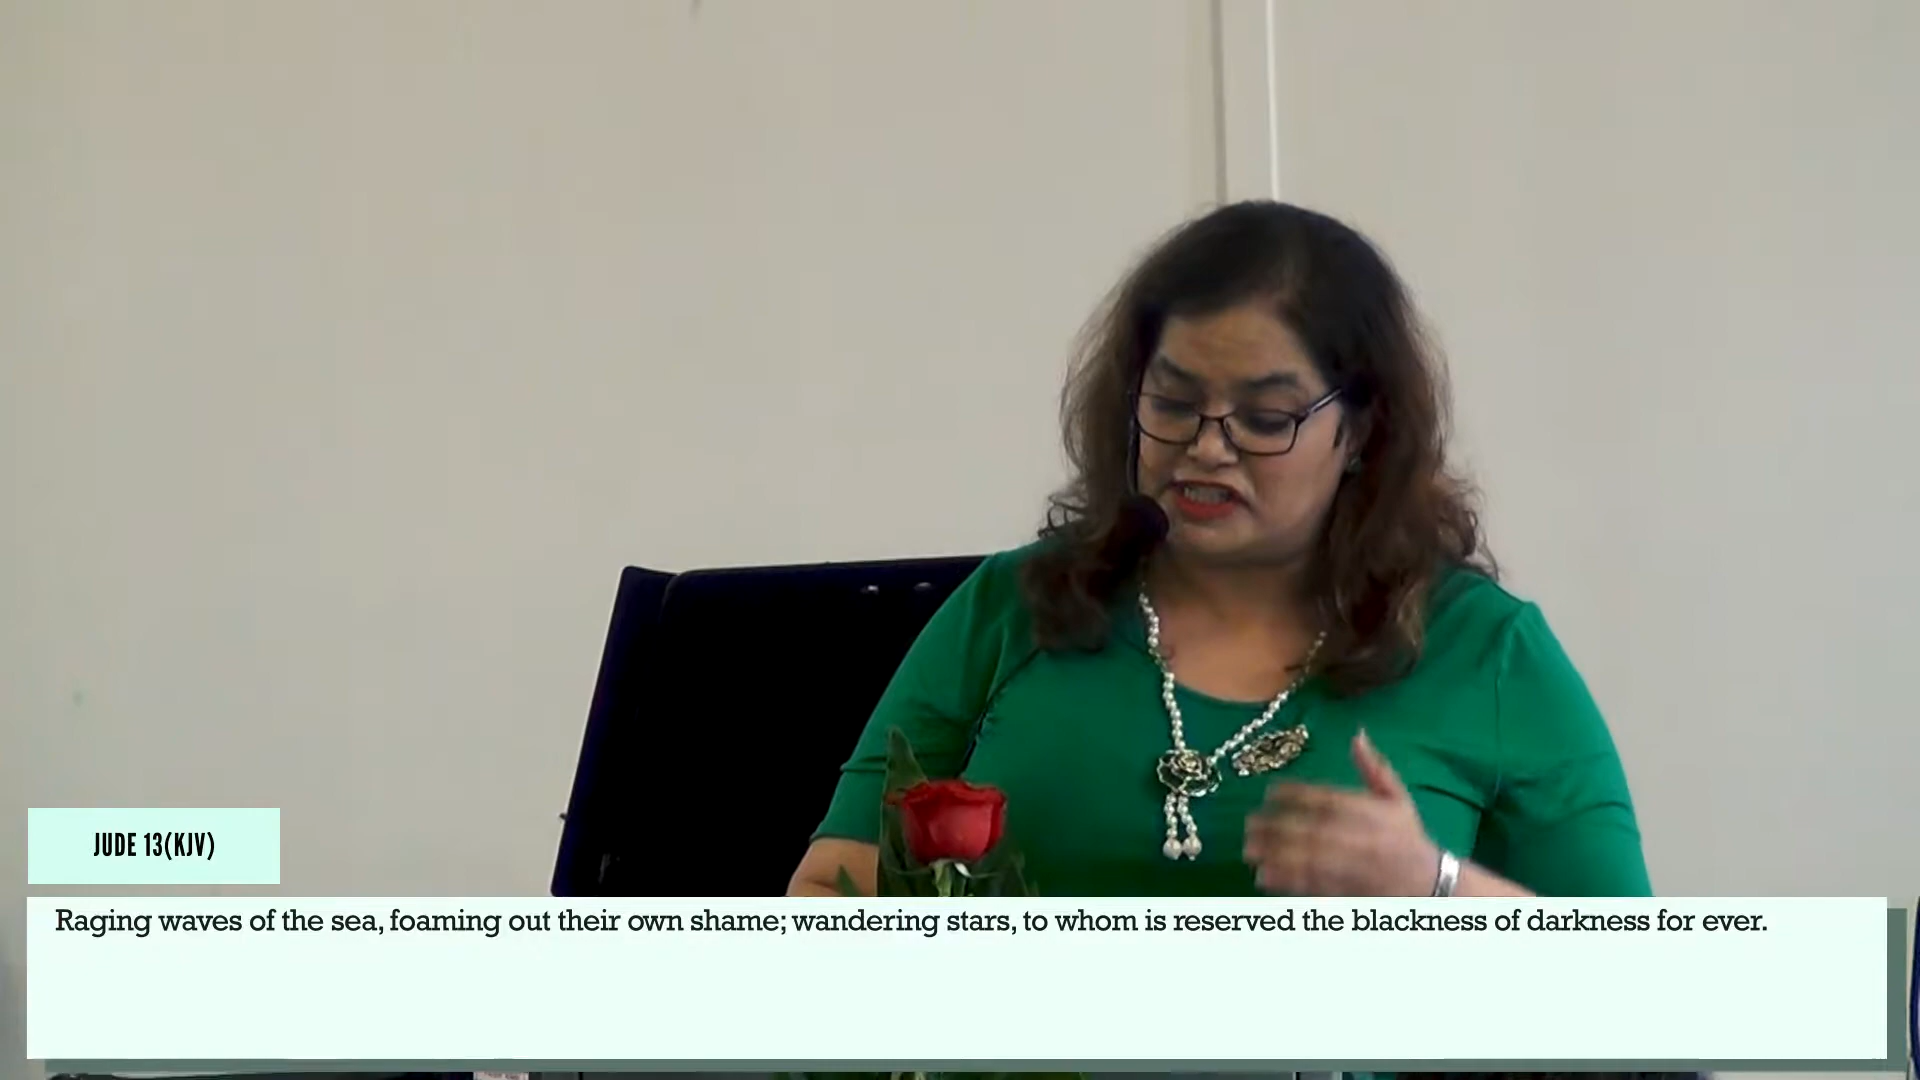 JUDE 13(KJV)
Raging waves of the sea, foaming out their own shame; wandering stars, to whom is reserved the blackness of darkness for ever.